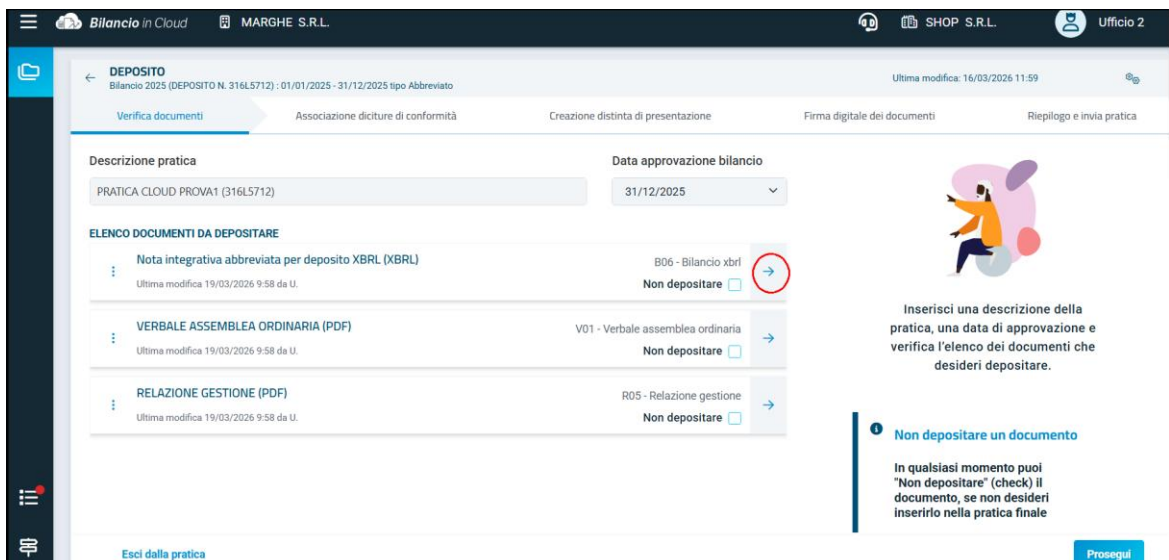 Bilancio in Cloud
MARGHE S.R.L.
SHOP S.R.L.
Ufficio 2
DEPOSITO
Bilancio 2025 (DEPOSITO N. 316L5712) : 01/01/2025 - 31/12/2025 tipo Abbreviato
Ultima modifica: 16/03/2026 11:59
Verifica documenti
Associazione diciture di conformità
Creazione distinta di presentazione
Firma digitale dei documenti
Riepilogo e invia pratica
Descrizione pratica
Data approvazione bilancio
PRATICA CLOUD PROVA1 (316L5712)
31/12/2025
ELENCO DOCUMENTI DA DEPOSITARE
Nota integrativa abbreviata per deposito XBRL (XBRL)
B06 - Bilancio xbrl
Ultima modifica 19/03/2026 9:58 da U.
Non depositare
VERBALE ASSEMBLEA ORDINARIA (PDF)
V01 - Verbale assemblea ordinaria
Ultima modifica 19/03/2026 9:58 da U.
Non depositare
RELAZIONE GESTIONE (PDF)
R05 - Relazione gestione
Ultima modifica 19/03/2026 9:58 da U.
Non depositare
Inserisci una descrizione della
pratica, una data di approvazione e
verifica l'elenco dei documenti che
desideri depositare.
Non depositare un documento
In qualsiasi momento puoi
"Non depositare" (check) il
documento, se non desideri
inserirlo nella pratica finale
Esci dalla pratica
Prosegui